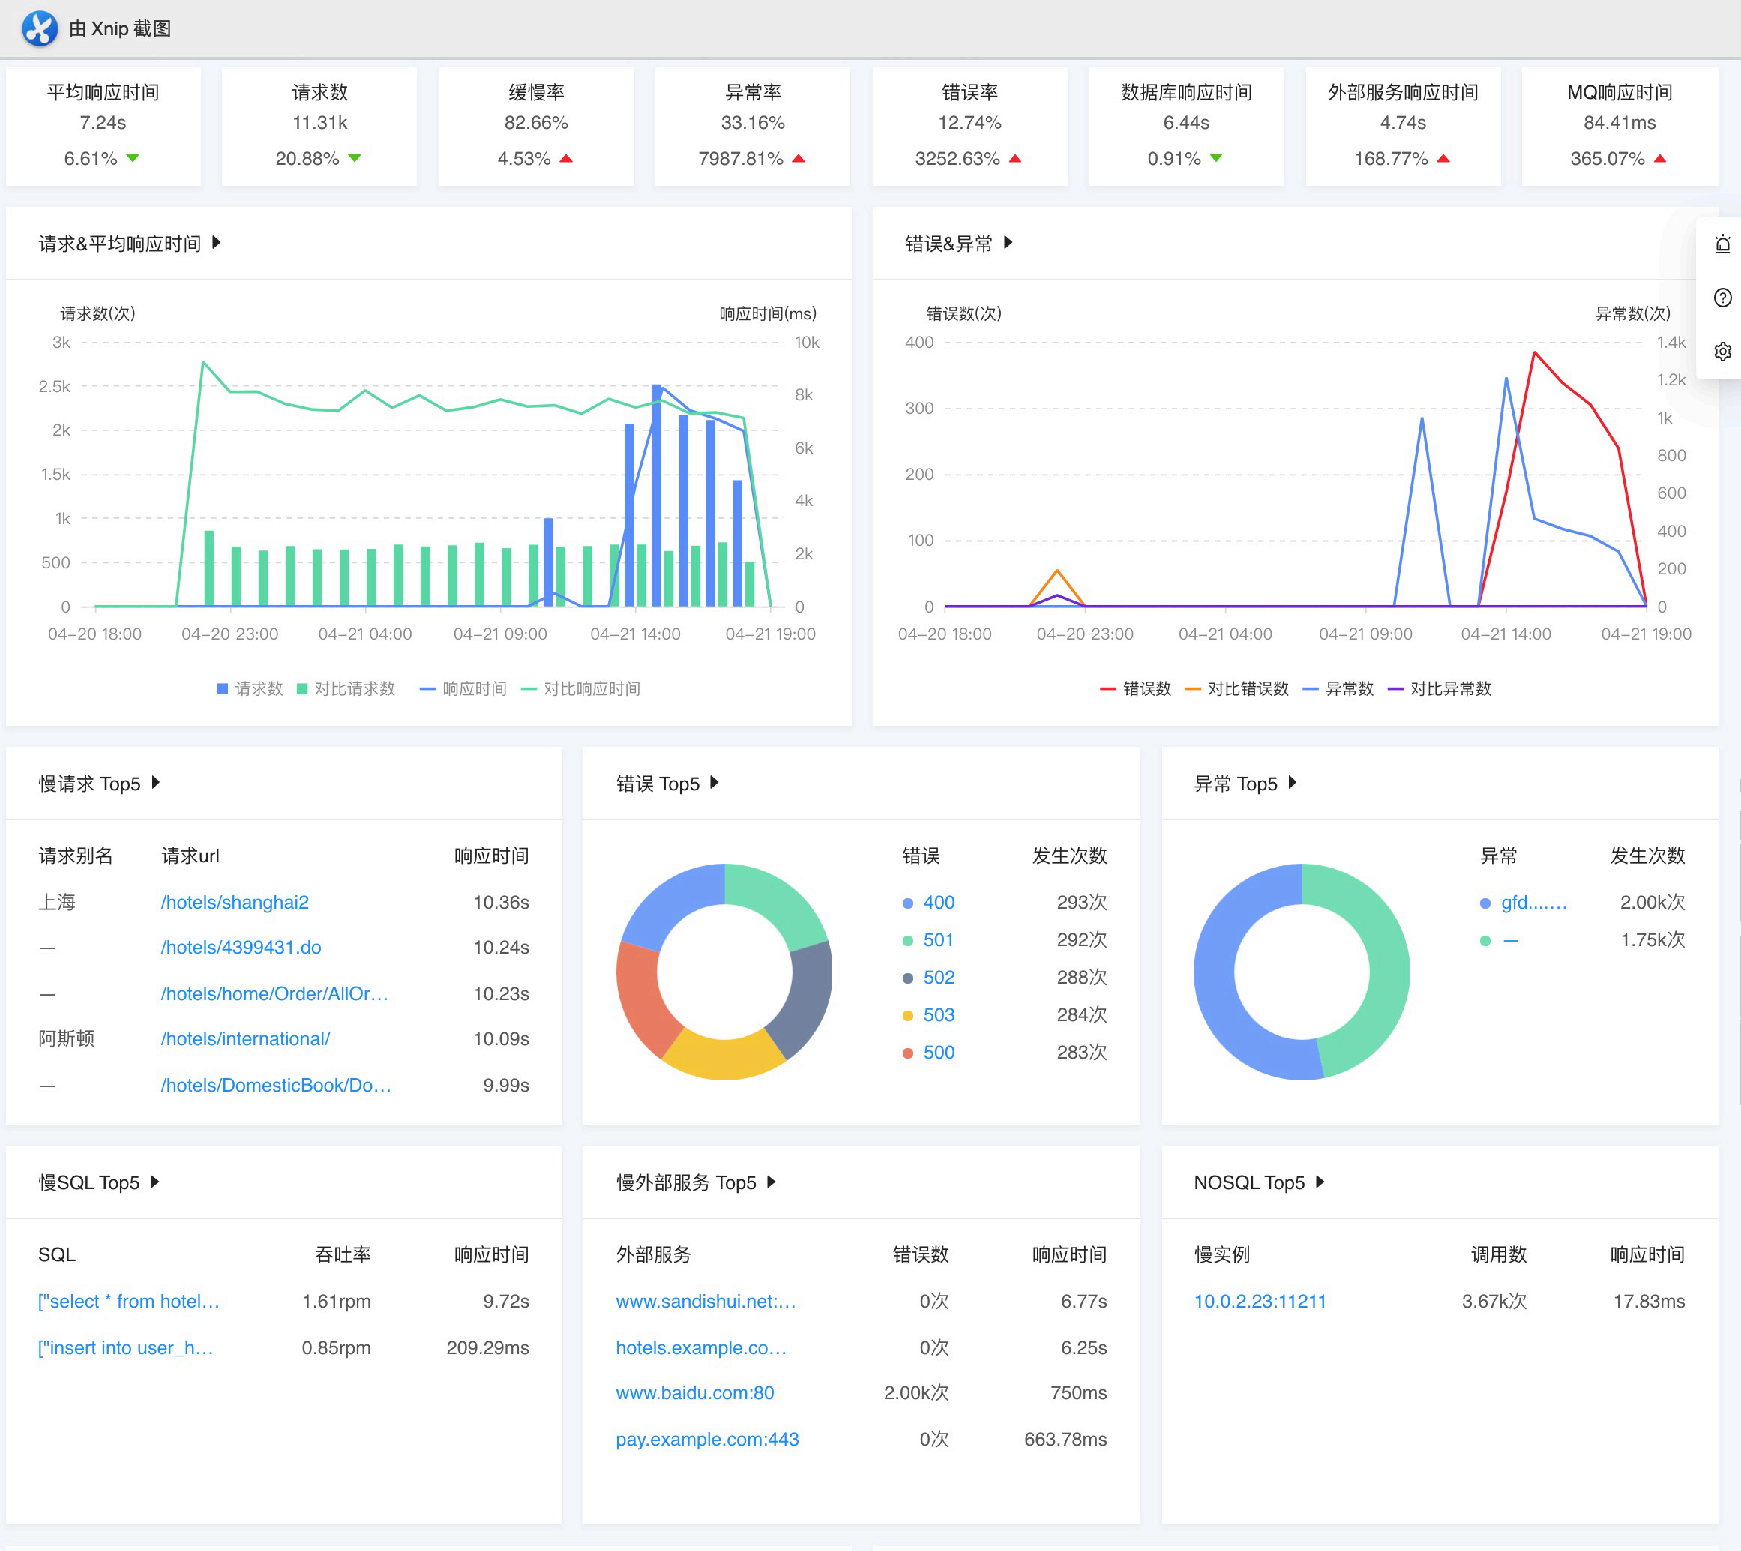 由 Xnip 截图
平均响应时间 请求数 缓慢率 异常率 错误率 数据库响应时间 外部服务响应时间 MQ响应时间
7.24s 11.31k 82.66% 33.16% 12.74% 6.44s 4.74s 84.41ms
6.61% 20.88% 4.53% 7987.81% 3252.63% 0.91% 168.77% 365.07%
请求&平均响应时间
请求数(次) 响应时间(ms)
3k 10k
2.5k 8k
2k 6k
1.5k
1k 4k
500 2k
0 0
04-20 18:00 04-20 23:00 04-21 04:00 04-21 09:00 04-21 14:00 04-21 19:00
请求数 对比请求数 响应时间 对比响应时间
错误&异常
错误数(次) 异常数(次)
400 1.4k
1.2k
300 1k
200 800
600
100 400
200
0 0
04-20 18:00 04-20 23:00 04-21 04:00 04-21 09:00 04-21 14:00 04-21 19:00
错误数 对比错误数 异常数 对比异常数
慢请求 Top5
请求别名 请求url 响应时间
上海 /hotels/shanghai2 10.36s
— /hotels/4399431.do 10.24s
— /hotels/home/Order/AllOr... 10.23s
阿斯顿 /hotels/international/ 10.09s
— /hotels/DomesticBook/Do... 9.99s
错误 Top5
错误 发生次数
400 293次
501 292次
502 288次
503 284次
500 283次
异常 Top5
异常 发生次数
gfd....... 2.00k次
— 1.75k次
慢SQL Top5
SQL 吞吐率 响应时间
["select * from hotel... 1.61rpm 9.72s
["insert into user_h... 0.85rpm 209.29ms
慢外部服务 Top5
外部服务 错误数 响应时间
www.sandishui.net:... 0次 6.77s
hotels.example.co... 0次 6.25s
www.baidu.com:80 2.00k次 750ms
pay.example.com:443 0次 663.78ms
NOSQL Top5
慢实例 调用数 响应时间
10.0.2.23:11211 3.67k次 17.83ms